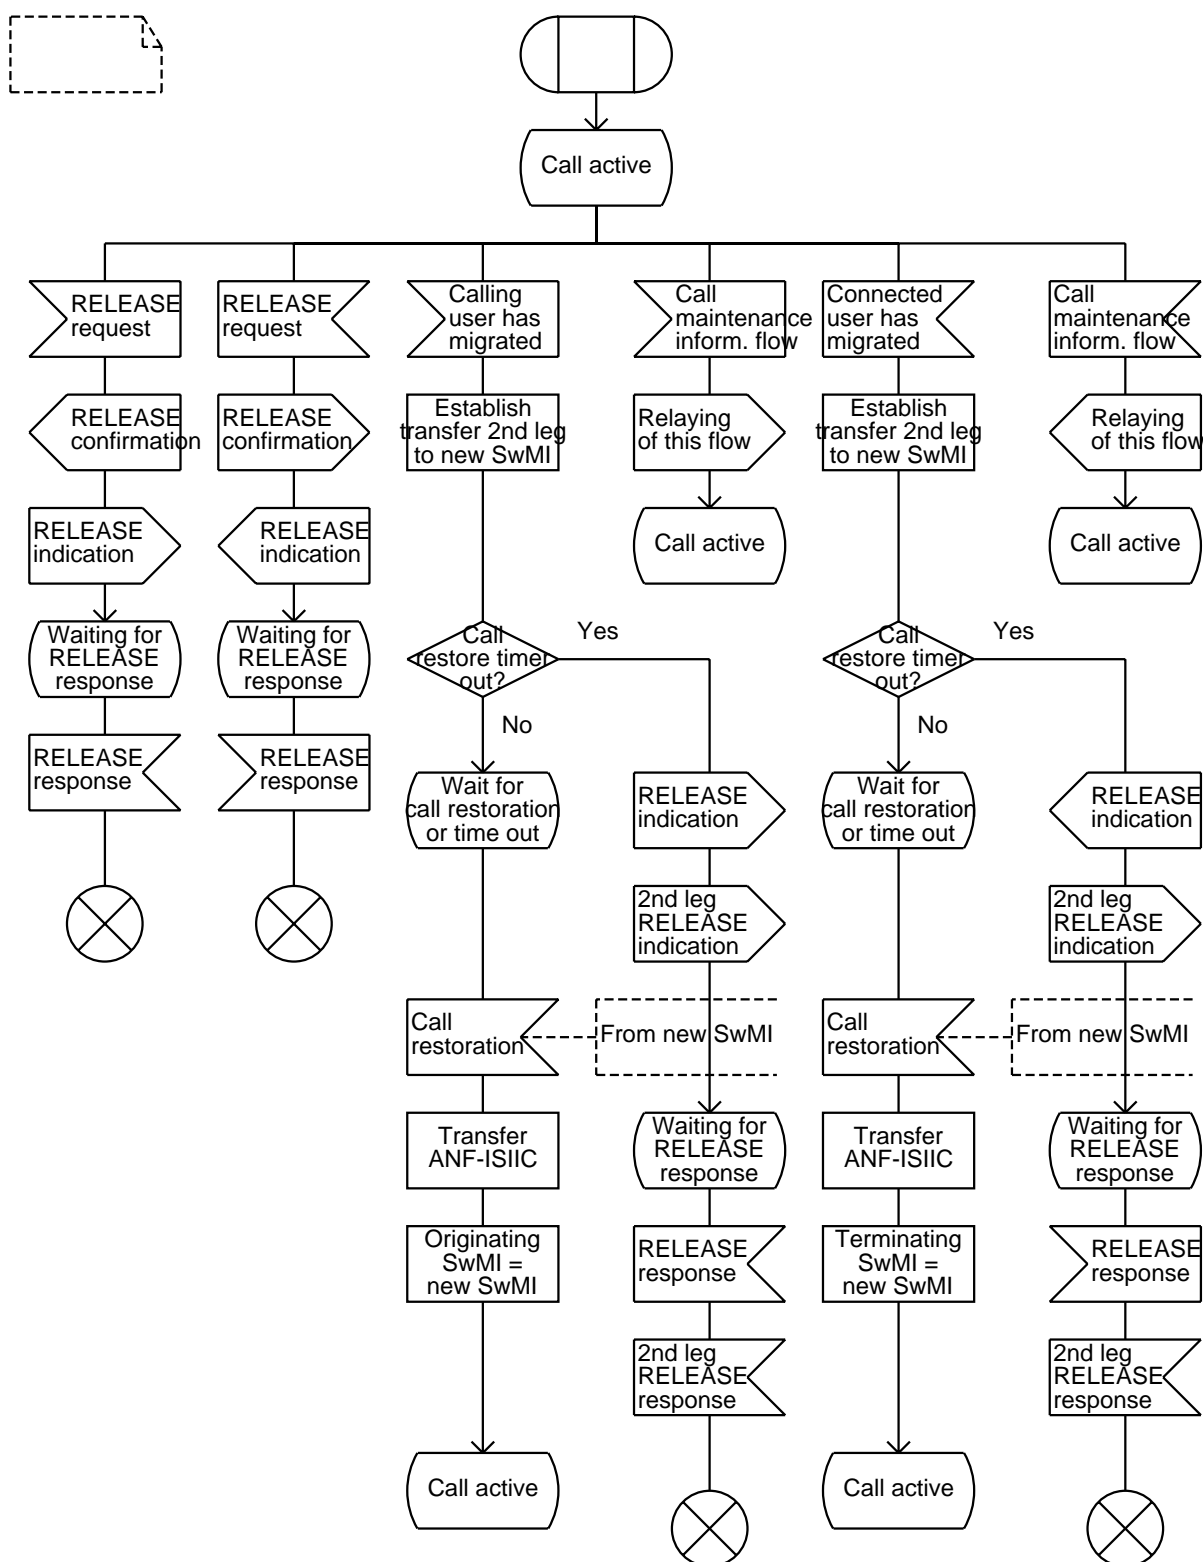 Call active
RELEASE
request
RELEASE
request
Calling
user has
migrated
Call
maintenance
inform. flow
Connected
user has
migrated
Call
maintenance
inform. flow
RELEASE
confirmation
RELEASE
confirmation
Establish
transfer 2nd leg
to new SwMI
Relaying
of this flow
Establish
transfer 2nd leg
to new SwMI
Relaying
of this flow
RELEASE
indication
RELEASE
indication
Call active
Call active
Waiting for
RELEASE
response
Waiting for
RELEASE
response
Call
restore timer
out?
Yes
No
Call
restore timer
out?
Yes
No
RELEASE
response
RELEASE
response
Wait for
call restoration
or time out
RELEASE
indication
Wait for
call restoration
or time out
RELEASE
indication
2nd leg
RELEASE
indication
2nd leg
RELEASE
indication
Call
restoration
From new SwMI
Call
restoration
From new SwMI
Transfer
ANF-ISIIC
Waiting for
RELEASE
response
Transfer
ANF-ISIIC
Waiting for
RELEASE
response
Originating
SwMI =
new SwMI
RELEASE
response
Terminating
SwMI =
new SwMI
RELEASE
response
2nd leg
RELEASE
response
2nd leg
RELEASE
response
Call active
Call active